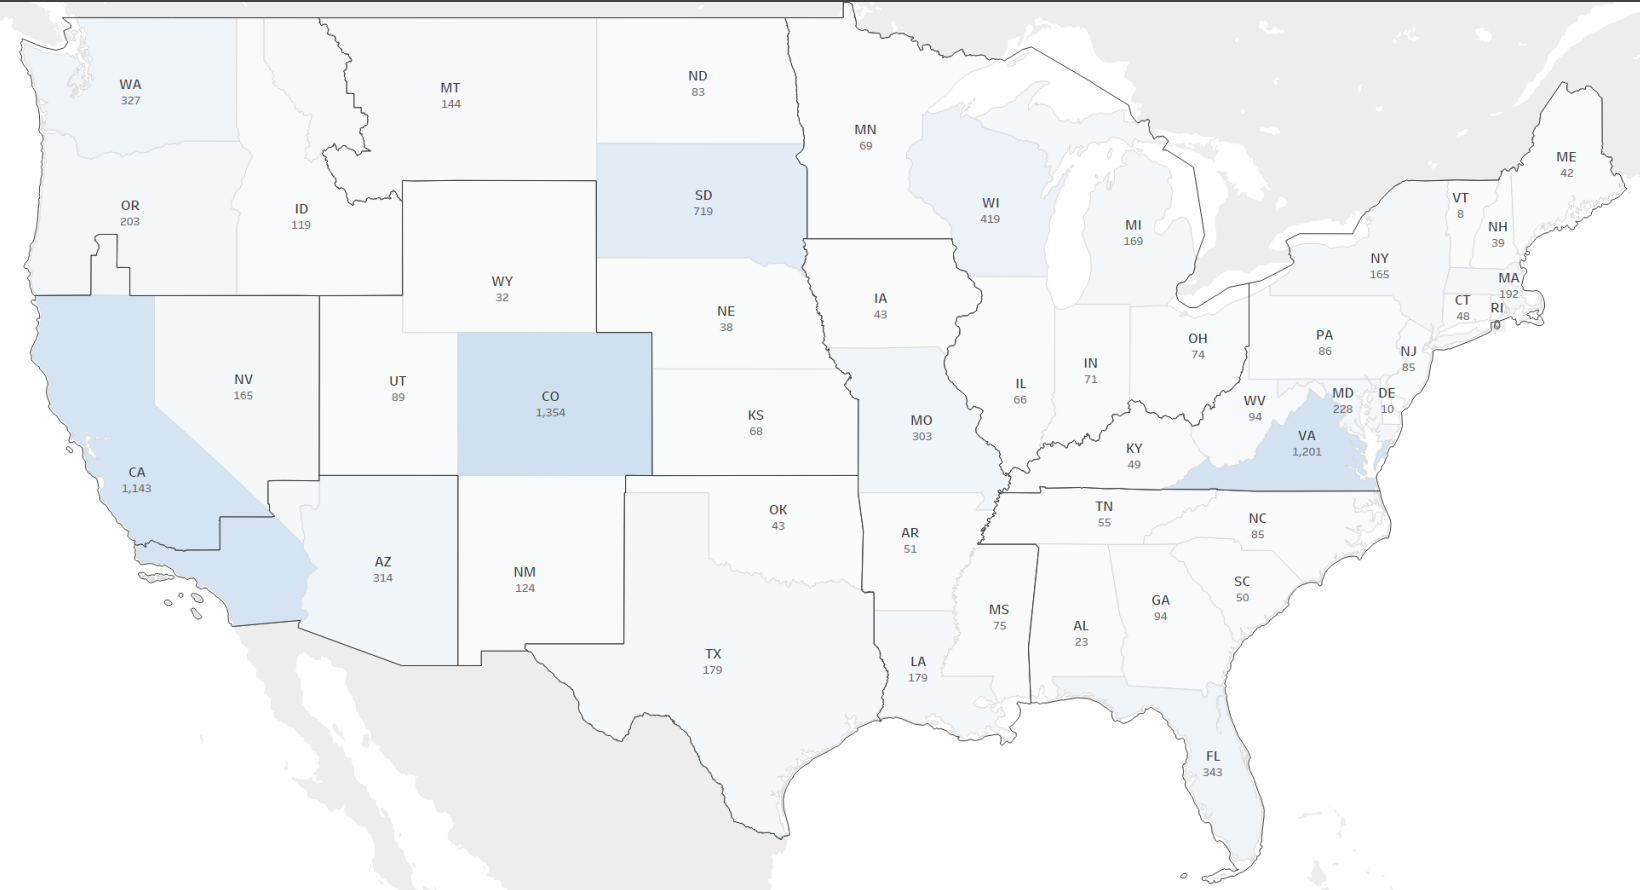 WA
327
MT
144
ND
83
MN
69
ME
42
OR
203
ID
119
SD
719
WI
419
MI
169
VT
8
NH
39
WY
32
NE
38
IA
43
NY
165
MA
192
CT
48
RI
0
NV
165
UT
89
CO
1,354
KS
68
MO
303
IL
66
IN
71
OH
74
PA
86
NJ
85
WV
94
MD
228
DE
10
CA
1,143
KY
49
VA
1,201
AZ
314
NM
124
OK
43
AR
51
TN
55
NC
85
TX
179
LA
179
MS
75
AL
23
GA
94
SC
50
FL
343